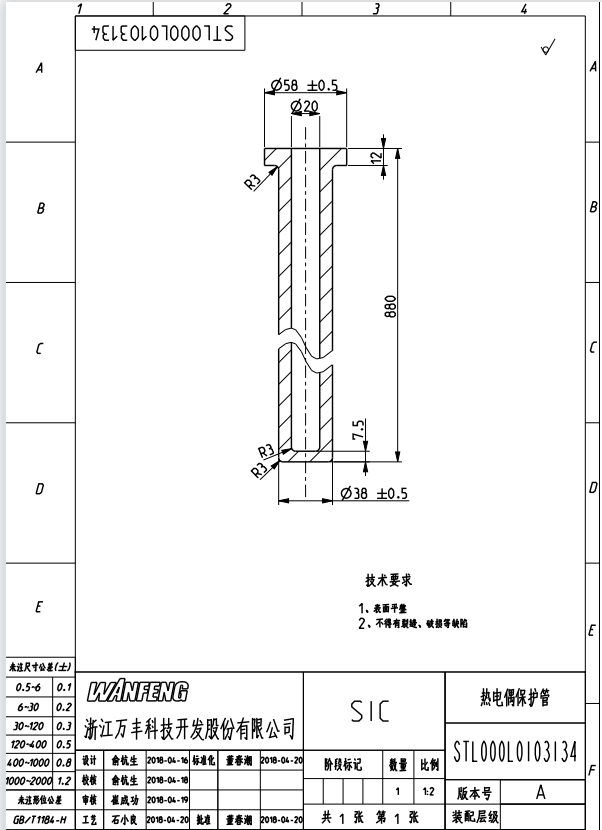 1 2 3 4
STL000L0103134
A A
Ø58 ±0.5
Ø20
12
R3
B B
880
C C
7.5
R3
R3
D D
Ø38 ±0.5
技术要求
1、表面平整
2、不得有裂缝、破损等缺陷
E E
未注尺寸公差(±)
0.5-6 0.1
6-30 0.2
30-120 0.3
120-400 0.5
400-1000 0.8
1000-2000 1.2
未注形位公差
GB/T1184-H
WANFENG
浙江万丰科技开发股份有限公司
SIC
热电偶保护管
STL000L0103134
设计 俞杭生 2018-04-16 标准化 董春潮 2018-04-20
校核 俞杭生 2018-04-18
审核 崔成功 2018-04-19
工艺 石小良 2018-04-20 批准 董春潮 2018-04-20
阶段标记 数量 比例
1 1:2
共 1 张 第 1 张
版本号 A
装配层级
F